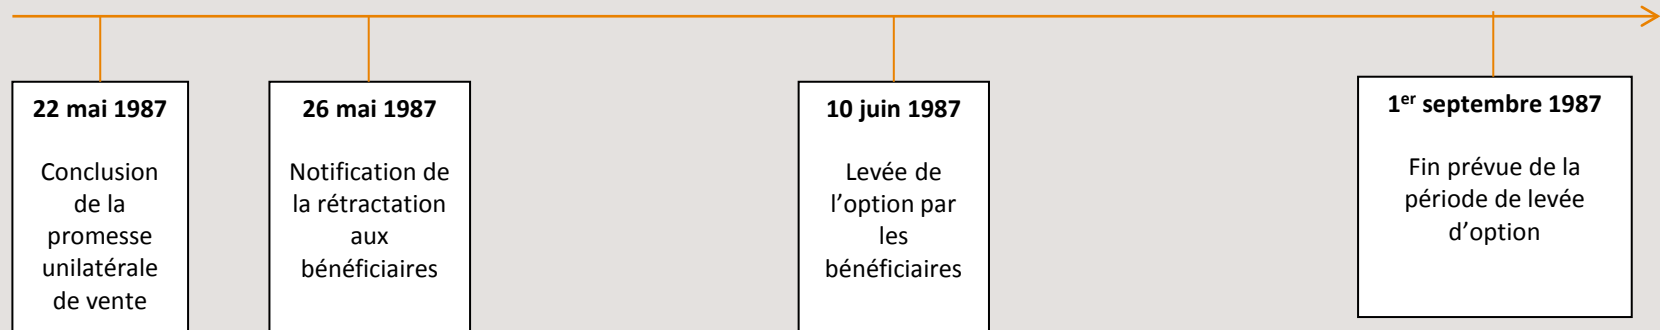 22 mai 1987
Conclusion
de la
promesse
unilatérale
de vente
26 mai 1987
Notification de
la rétractation
aux
bénéficiaires
10 juin 1987
Levée de
l’option par
les
bénéficiaires
1er septembre 1987
Fin prévue de la
période de levée
d’option